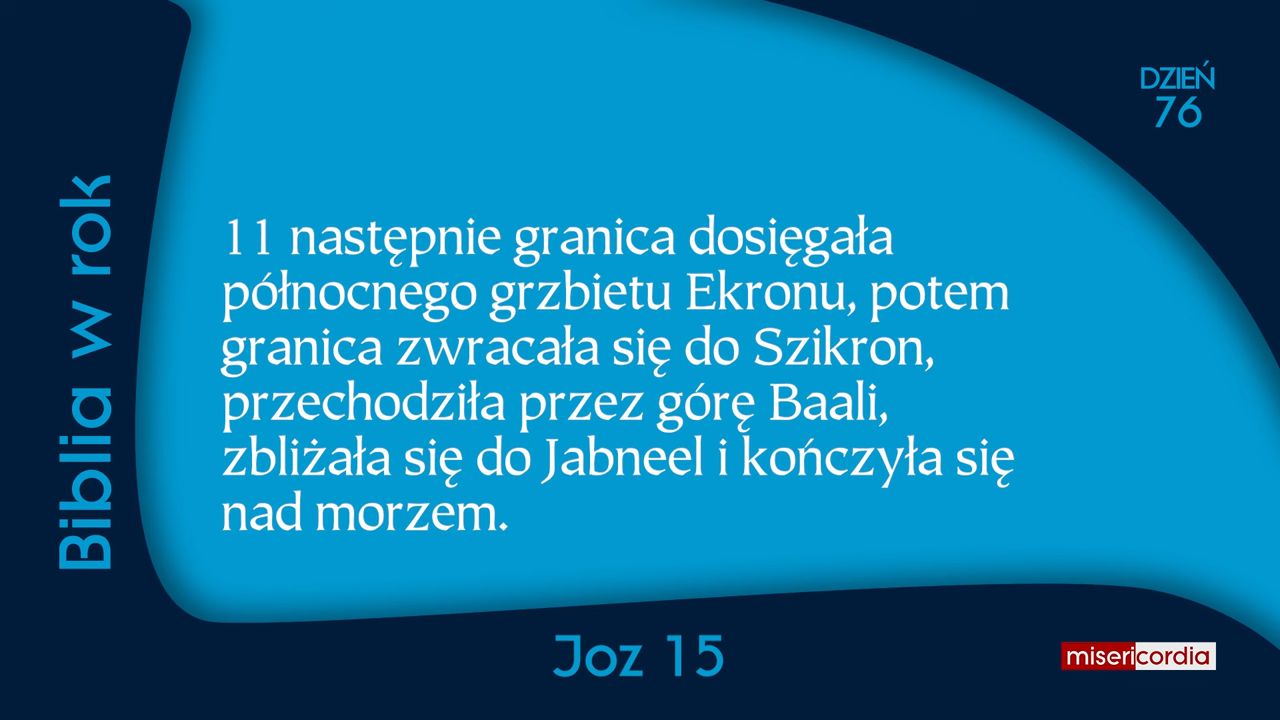 DZIEŃ
76
Biblia w rok
11 następnie granica dosięgała
północnego grzbietu Ekronu, potem
granica zwracała się do Szikron,
przechodziła przez górę Baali,
zbliżała się do Jabneel i kończyła się
nad morzem.
Joz 15
misericordia